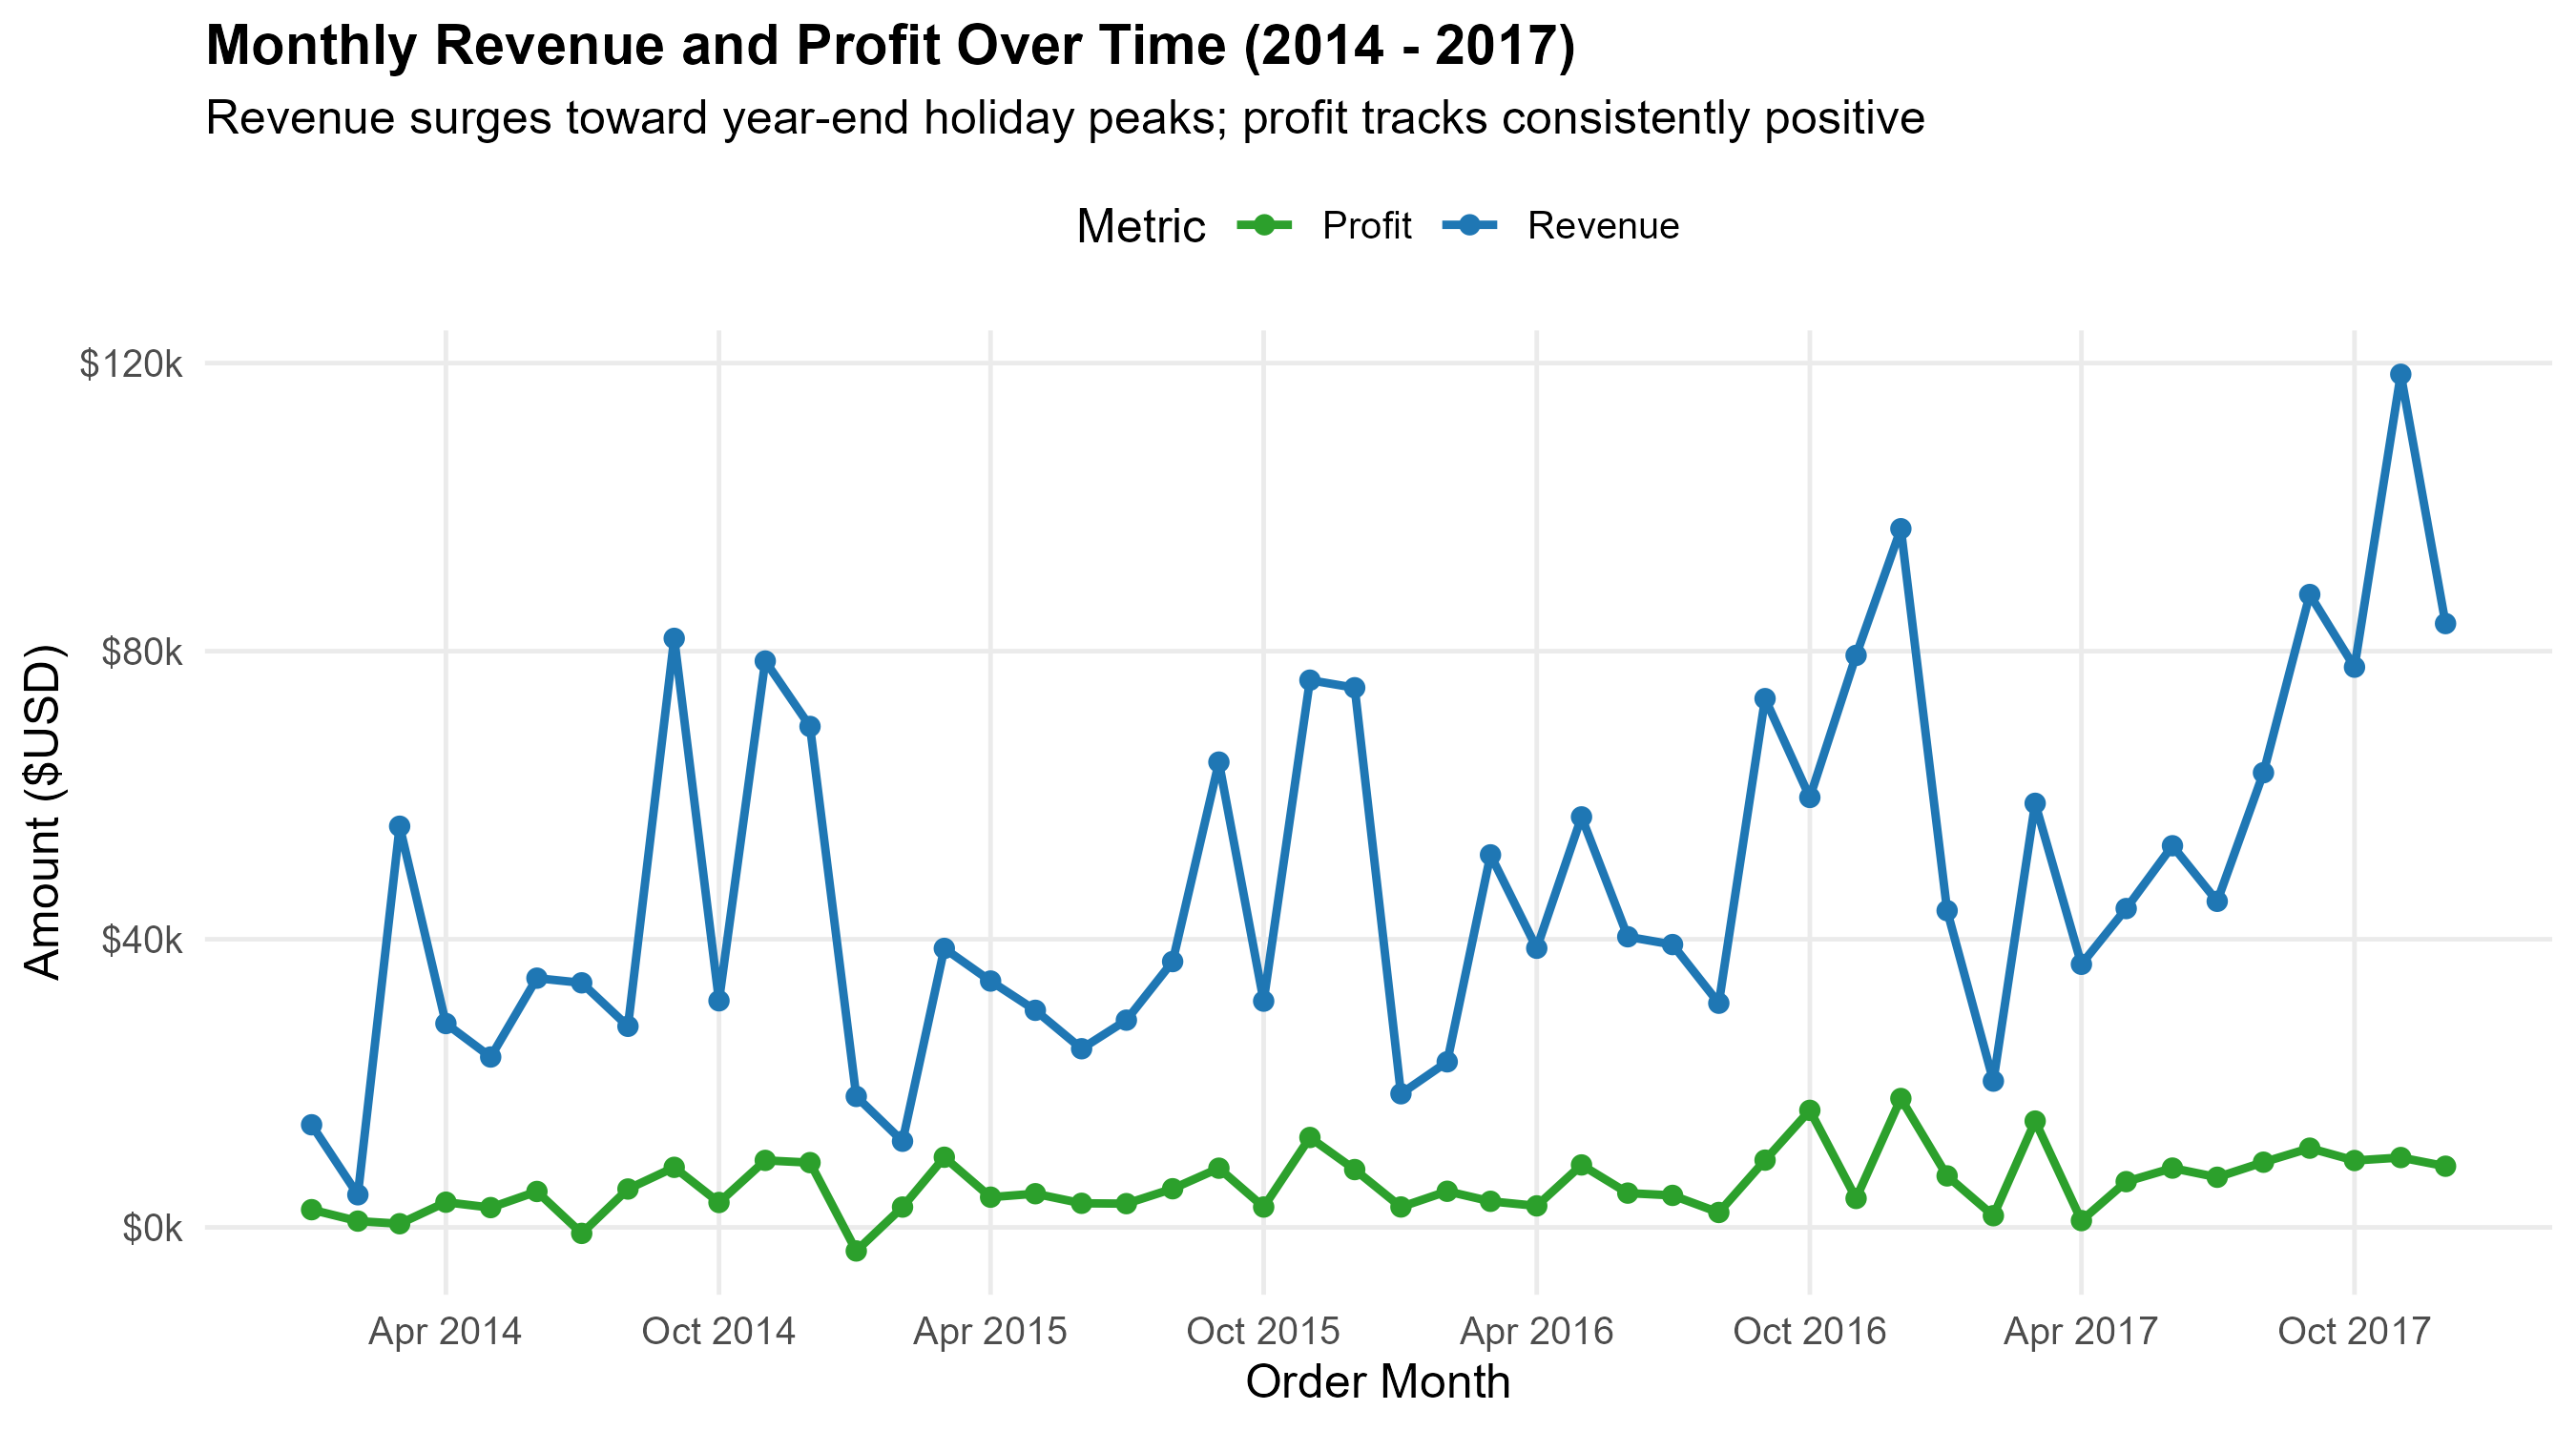 Monthly Revenue and Profit Over Time (2014 - 2017)
Revenue surges toward year-end holiday peaks; profit tracks consistently positive
Metric Profit Revenue
$120k
$80k
$40k
$0k
Amount ($USD)
Apr 2014 Oct 2014 Apr 2015 Oct 2015 Apr 2016 Oct 2016 Apr 2017 Oct 2017
Order Month